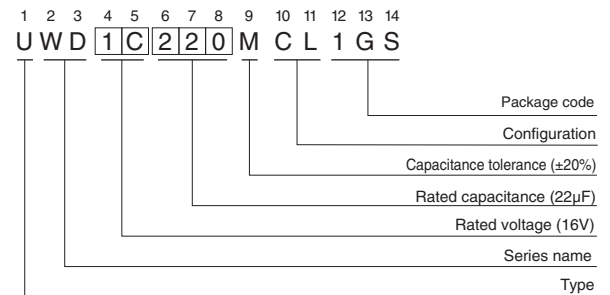 1 2 3 4 5 6 7 8 9 10 11 12 13 14
U W D 1 C 2 2 0 M C L 1 G S
Package code
Configuration
Capacitance tolerance (±20%)
Rated capacitance (22µF)
Rated voltage (16V)
Series name
Type